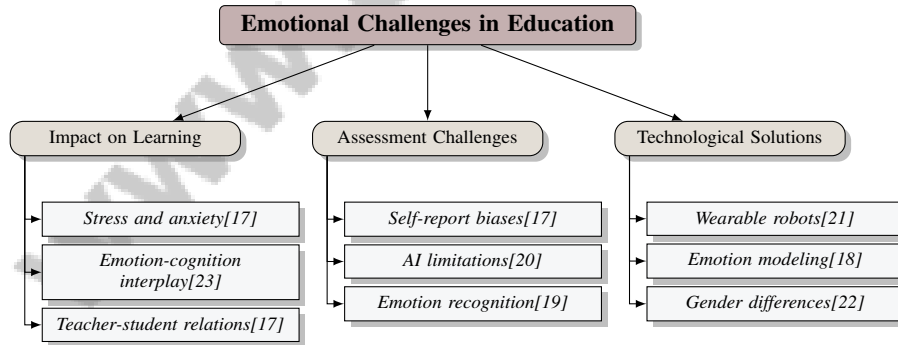 Emotional Challenges in Education
Impact on Learning
Stress and anxiety[17]
Emotion-cognition
interplay[23]
Teacher-student relations[17]
Assessment Challenges
Self-report biases[17]
AI limitations[20]
Emotion recognition[19]
Technological Solutions
Wearable robots[21]
Emotion modeling[18]
Gender differences[22]